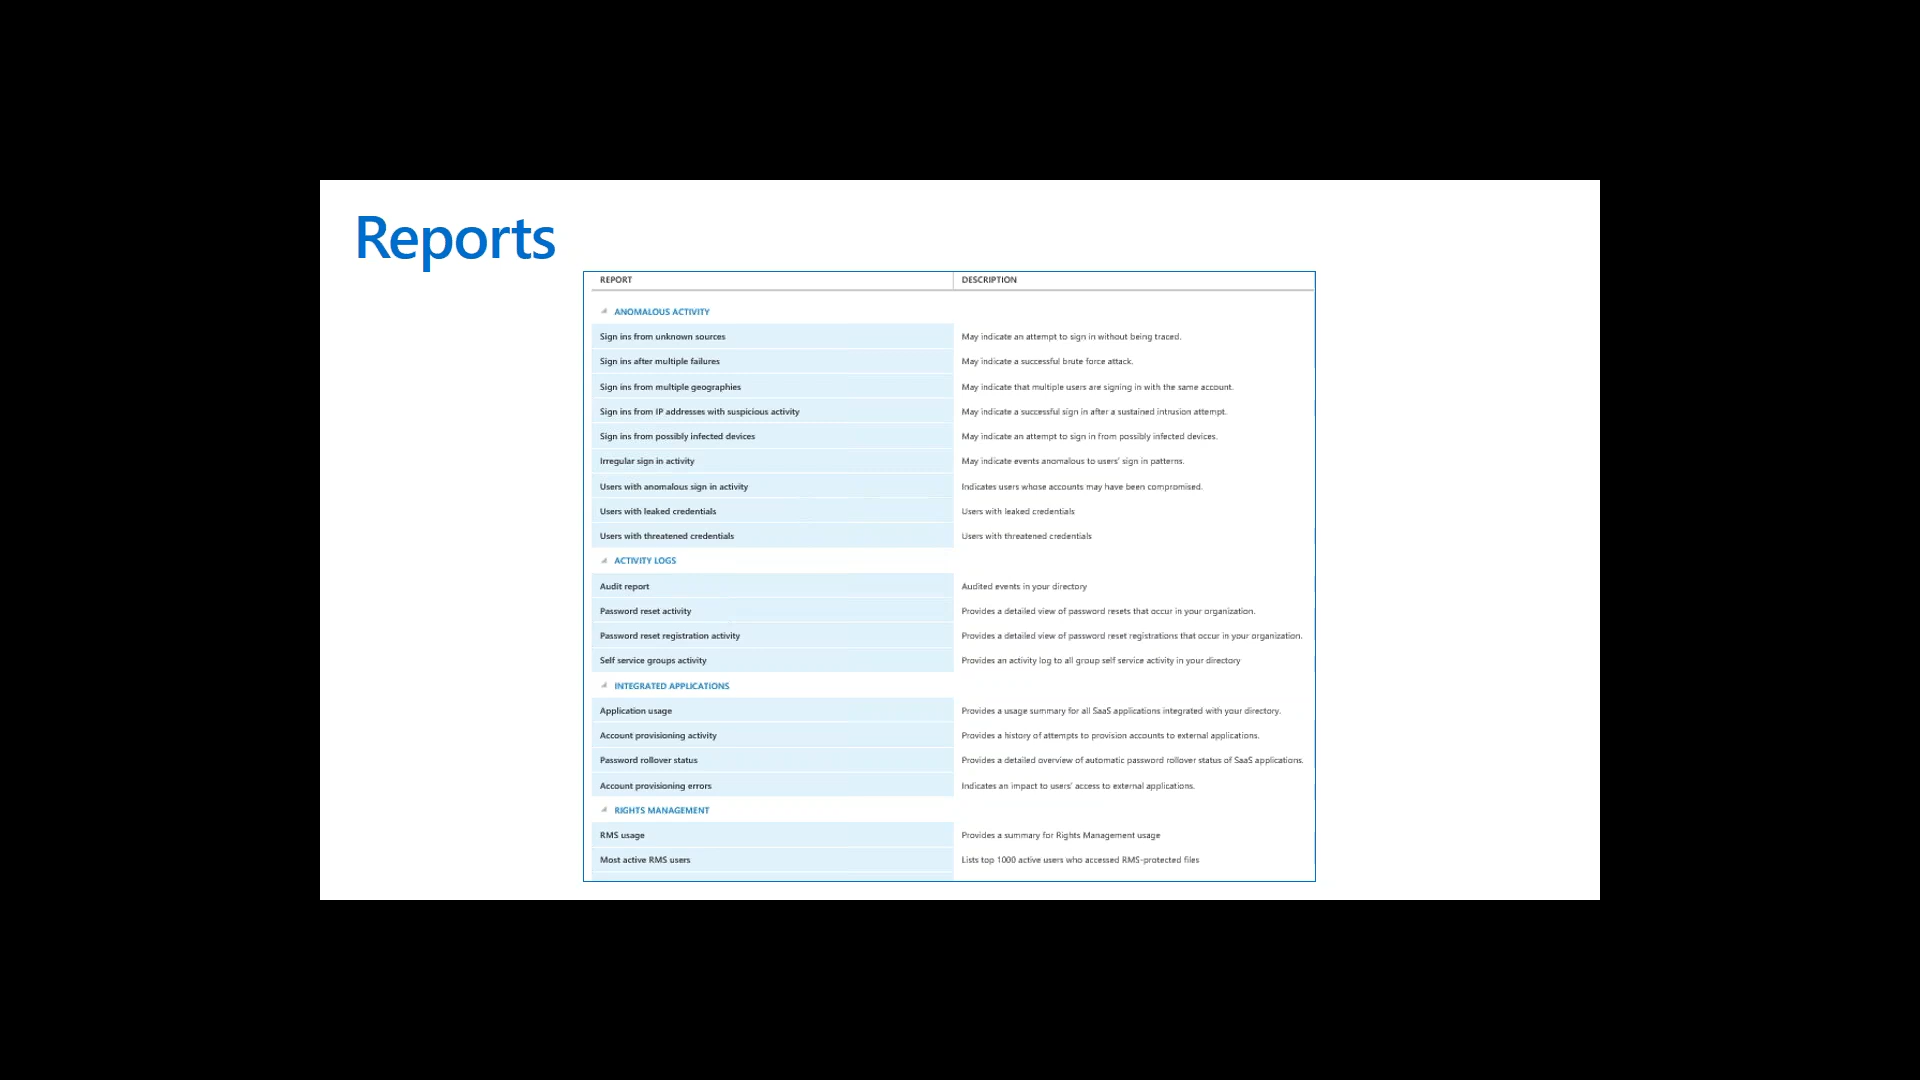 Reports
REPORT DESCRIPTION
ANOMALOUS ACTIVITY
Sign ins from unknown sources May indicate an attempt to sign in without being traced.
Sign ins after multiple failures May indicate a successful brute force attack.
Sign ins from multiple geographies May indicate that multiple users are signing in with the same account.
Sign ins from IP addresses with suspicious activity May indicate a successful sign in after a sustained intrusion attempt.
Sign ins from possibly infected devices May indicate an attempt to sign in from possibly infected devices.
Irregular sign in activity May indicate events anomalous to users' sign in patterns.
Users with anomalous sign in activity Indicates users whose accounts may have been compromised.
Users with leaked credentials Users with leaked credentials
Users with threatened credentials Users with threatened credentials
ACTIVITY LOGS
Audit report Audited events in your directory
Password reset activity Provides a detailed view of password resets that occur in your organization.
Password reset registration activity Provides a detailed view of password reset registrations that occur in your organization.
Self service groups activity Provides an activity log to all group self service activity in your directory
INTEGRATED APPLICATIONS
Application usage Provides a usage summary for all SaaS applications integrated with your directory.
Account provisioning activity Provides a history of attempts to provision accounts to external applications.
Password rollover status Provides a detailed overview of automatic password rollover status of SaaS applications.
Account provisioning errors Indicates an impact to users' access to external applications.
RIGHTS MANAGEMENT
RMS usage Provides a summary for Rights Management usage
Most active RMS users Lists top 1000 active users who accessed RMS-protected files